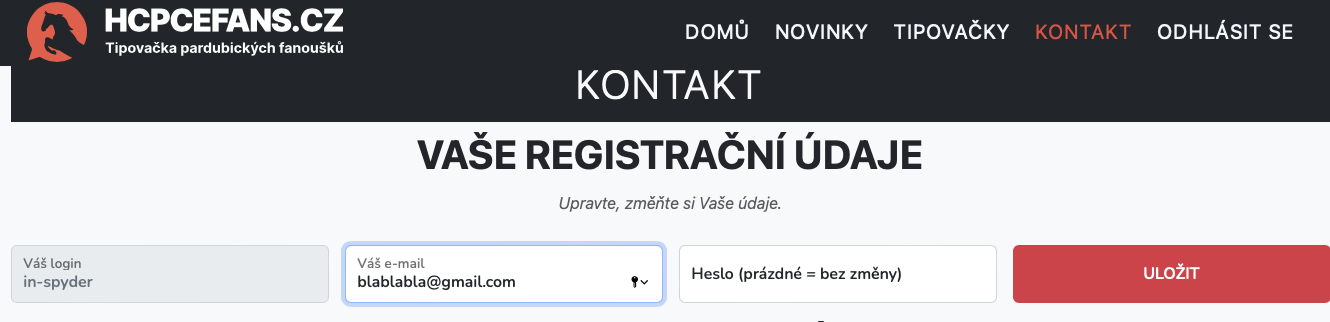 HCPCEFANS.CZ
Tipovačka pardubických fanoušků
DOMŮ NOVINKY TIPOVAČKY KONTAKT ODHLÁSIT SE
KONTAKT
VAŠE REGISTRAČNÍ ÚDAJE
Upravte, změňte si Vaše údaje.
Váš login
in-spyder
Váš e-mail
blablabla@gmail.com
Heslo (prázdné = bez změny)
ULOŽIT